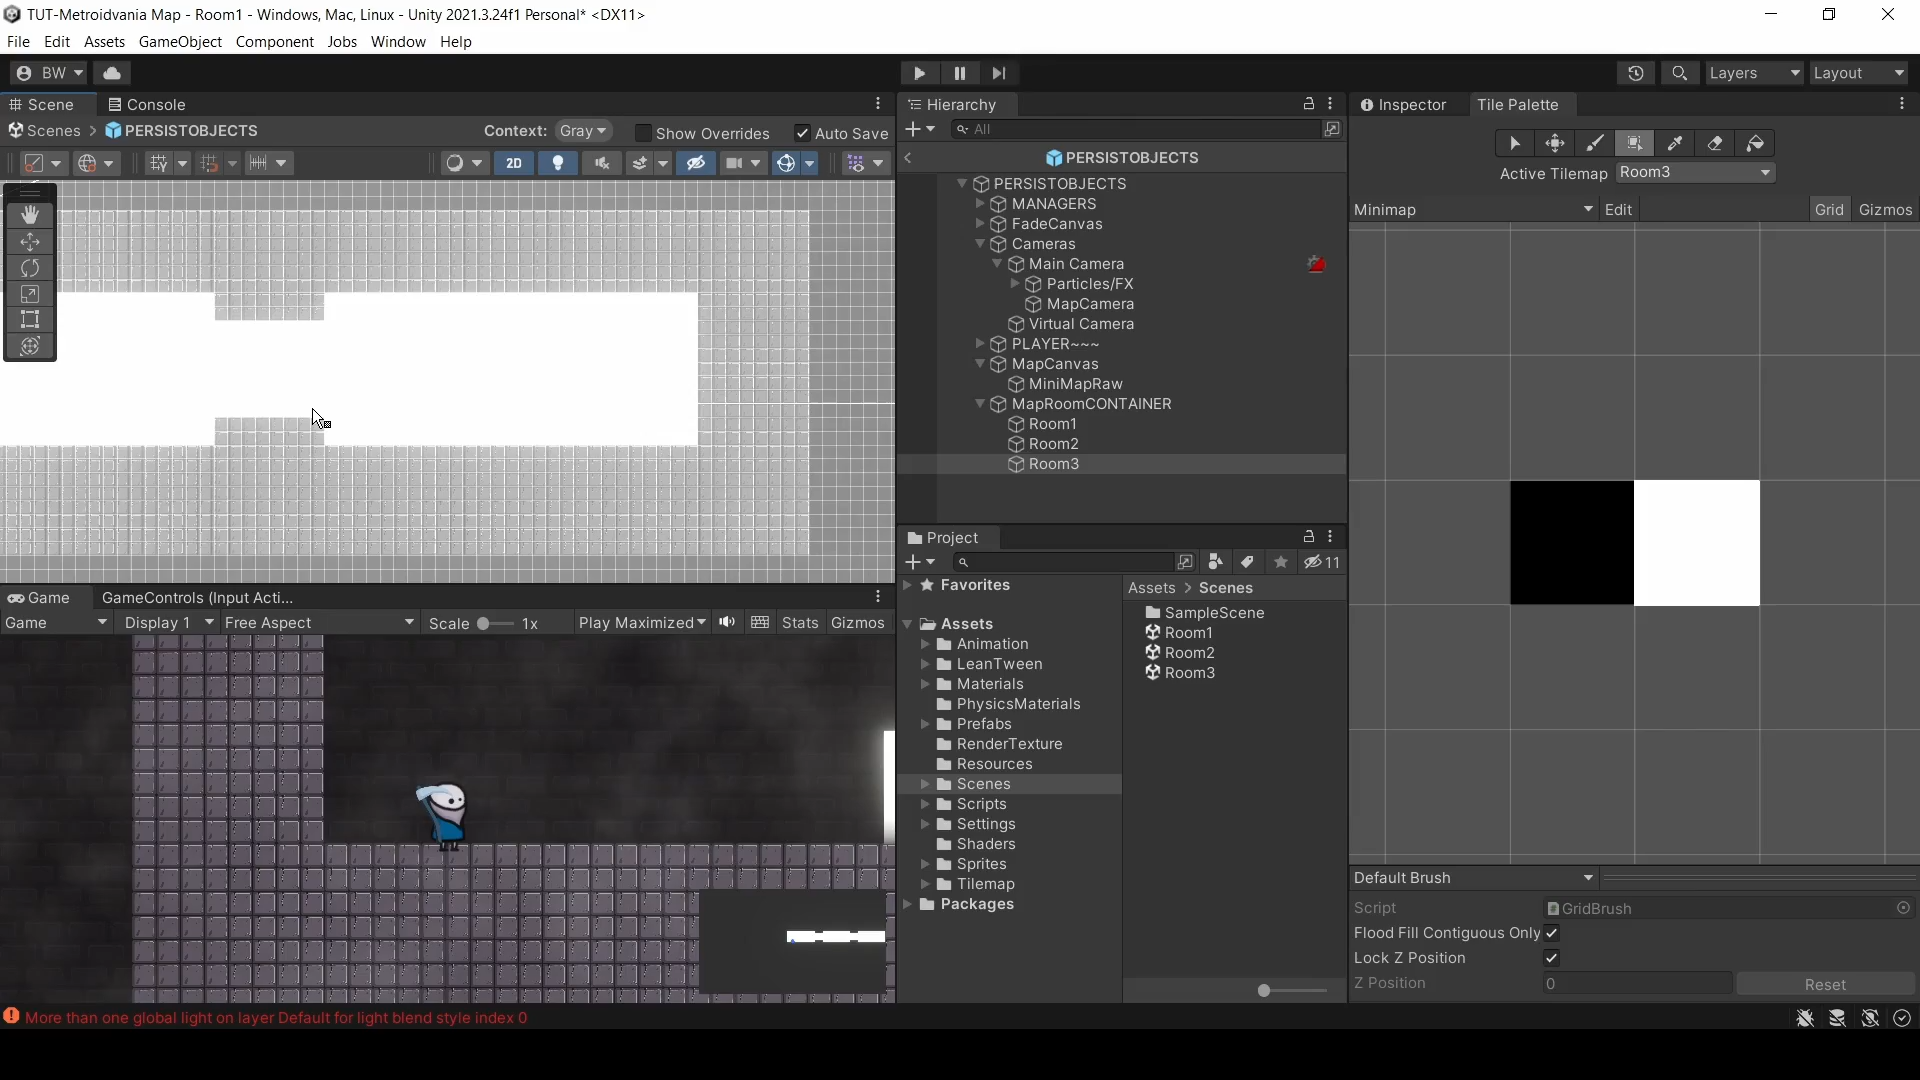 TUT-Metroidvania Map - Room1 - Windows, Mac, Linux - Unity 2021.3.24f1 Personal* <DX11>
File Edit Assets GameObject Component Jobs Window Help
BW
Layers Layout
Scene Console
Scenes > PERSISTOBJECTS Context: Gray Show Overrides Auto Save
2D
Hierarchy
All
PERSISTOBJECTS
PERSISTOBJECTS
MANAGERS
FadeCanvas
Cameras
Main Camera
Particles/FX
MapCamera
Virtual Camera
PLAYER~~~
MapCanvas
MiniMapRaw
MapRoomCONTAINER
Room1
Room2
Room3
Inspector Tile Palette
Active Tilemap Room3
Minimap Edit Grid Gizmos
Game GameControls (Input Acti...
Game Display 1 Free Aspect Scale 1x Play Maximized Stats Gizmos
Project
11
Favorites
Assets
Animation
LeanTween
Materials
PhysicsMaterials
Prefabs
RenderTexture
Resources
Scenes
Scripts
Settings
Shaders
Sprites
Tilemap
Packages
Assets > Scenes
SampleScene
Room1
Room2
Room3
Default Brush
Script GridBrush
Flood Fill Contiguous Only
Lock Z Position
Z Position 0 Reset
More than one global light on layer Default for light blend style index 0